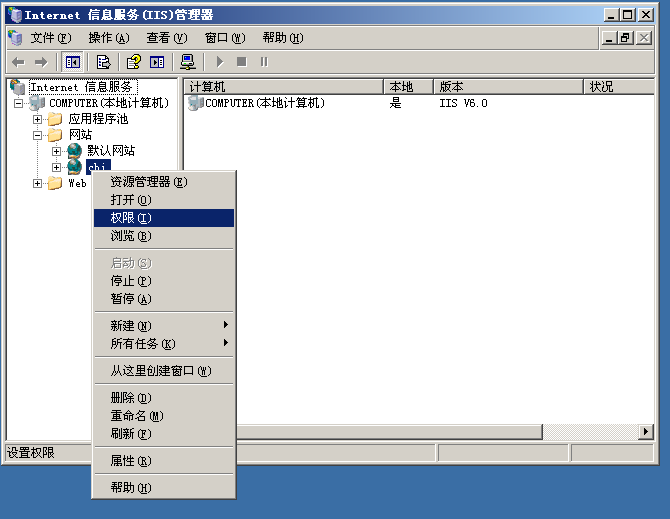 Internet 信息服务(IIS)管理器
文件(F) 操作(A) 查看(V) 窗口(W) 帮助(H)
Internet 信息服务
COMPUTER(本地计算机)
应用程序池
网站
默认网站
chi
Web
计算机 本地 版本 状况
COMPUTER(本地计算机) 是 IIS V6.0
资源管理器(E)
打开(O)
权限(I)
浏览(B)
启动(S)
停止(P)
暂停(A)
新建(N)
所有任务(K)
从这里创建窗口(W)
删除(D)
重命名(M)
刷新(F)
属性(R)
帮助(H)
设置权限